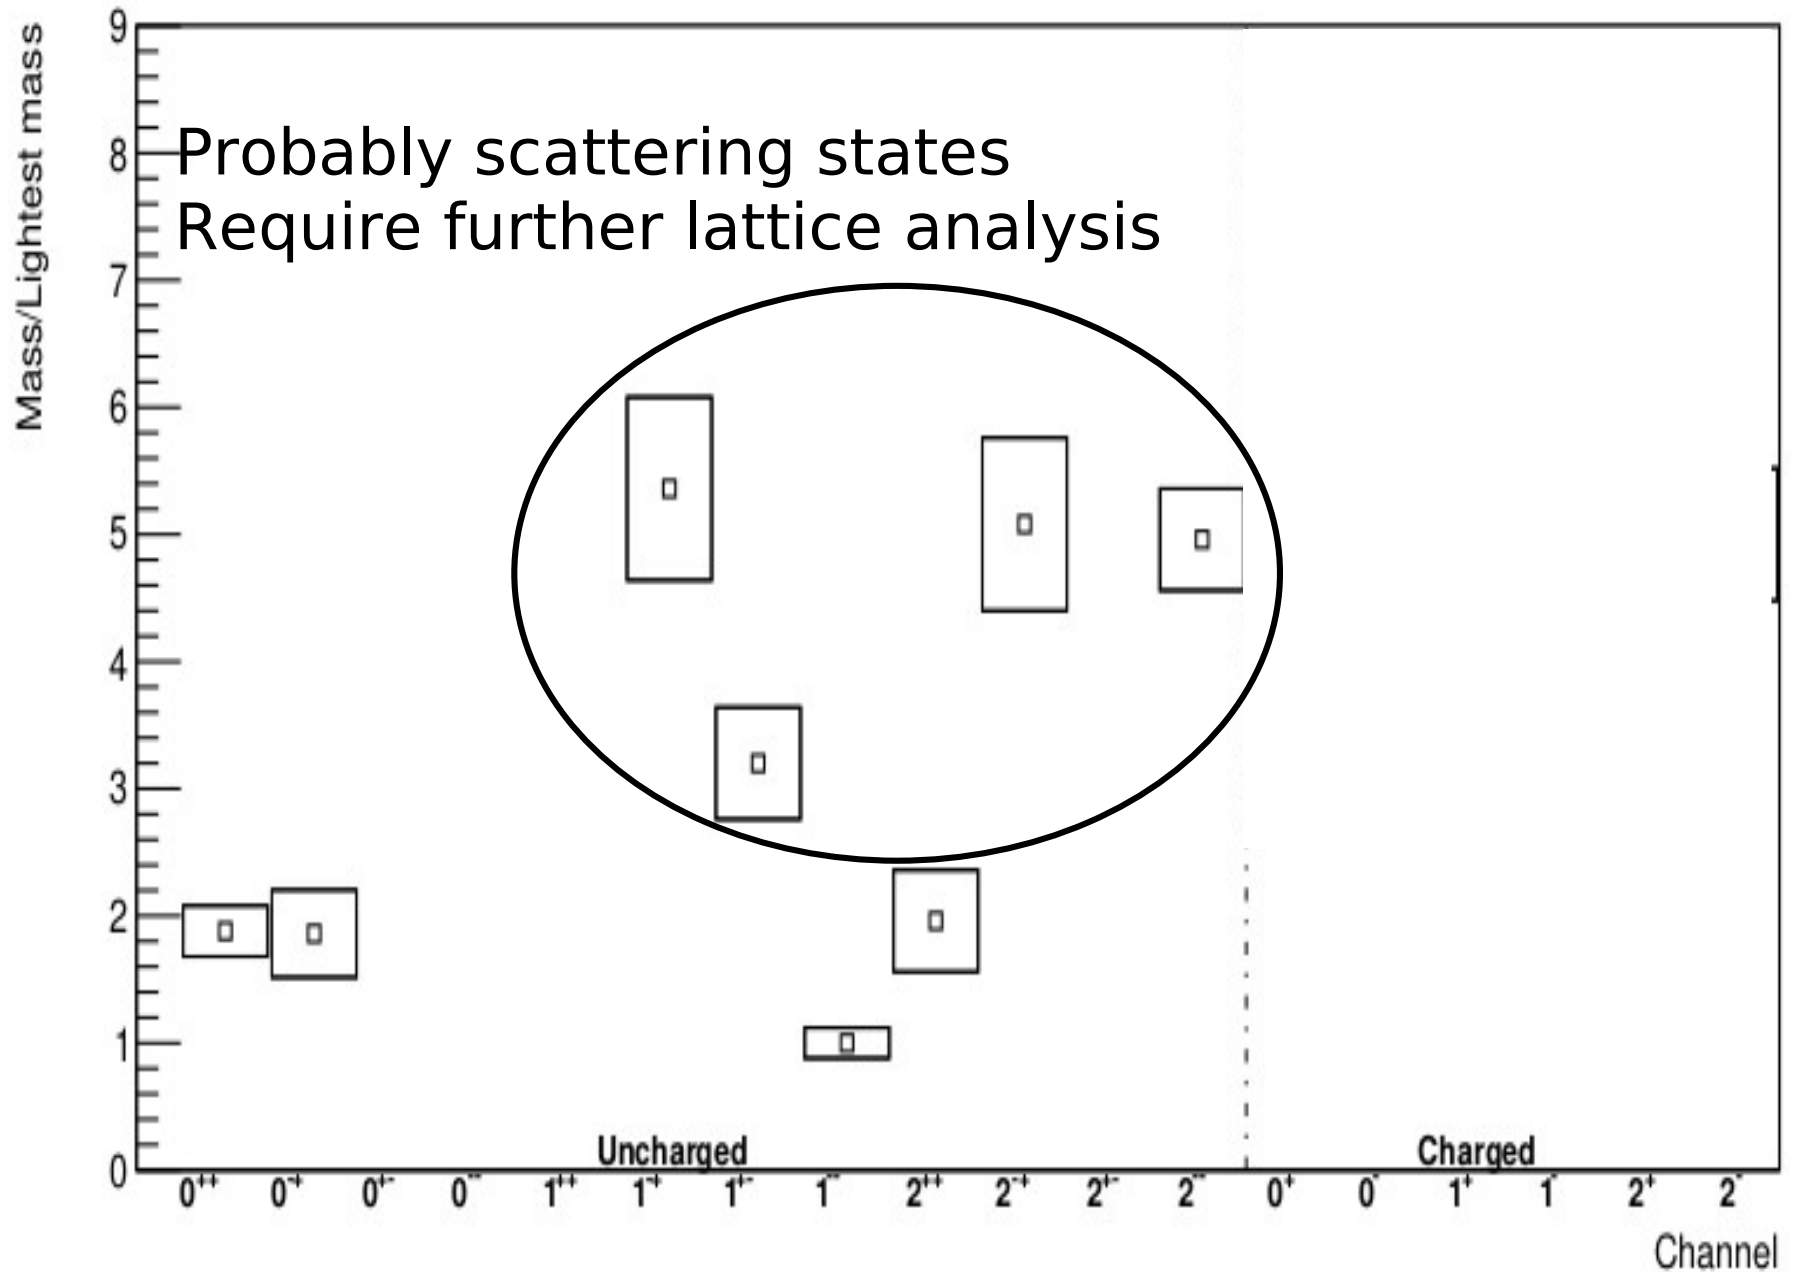 Mass/Lightest mass
9
Probably scattering states
8
Require further lattice analysis
7
6
5
4
3
2
1
Uncharged Charged
0
0⁺⁺ 0⁻⁺ 0⁺⁻ 0⁻⁻ 1⁺⁺ 1⁻⁺ 1⁺⁻ 1⁻⁻ 2⁺⁺ 2⁻⁺ 2⁺⁻ 2⁻⁻ 0⁺ 0⁻ 1⁺ 1⁻ 2⁺ 2⁻
Channel